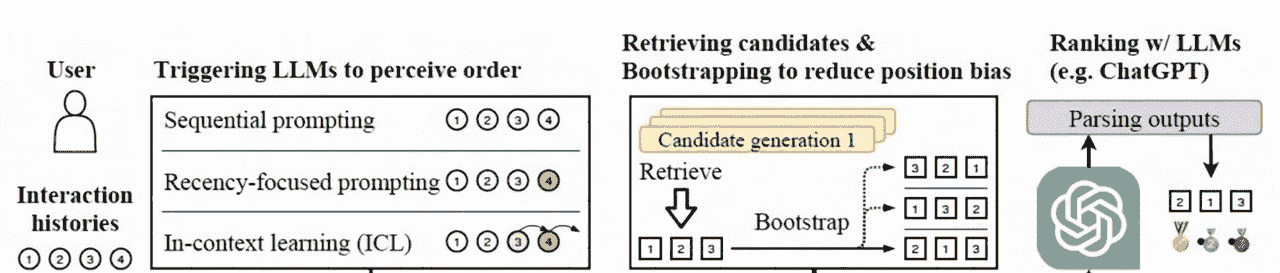 User
Interaction
histories
1 2 3 4
Triggering LLMs to perceive order
Sequential prompting 1 2 3 4
Recency-focused prompting 1 2 3 4
In-context learning (ICL) 1 2 3 4
Retrieving candidates &
Bootstrapping to reduce position bias
Candidate generation 1
Retrieve
Bootstrap
1 2 3
3 2 1
1 3 2
2 1 3
Ranking w/ LLMs
(e.g. ChatGPT)
Parsing outputs
2 1 3